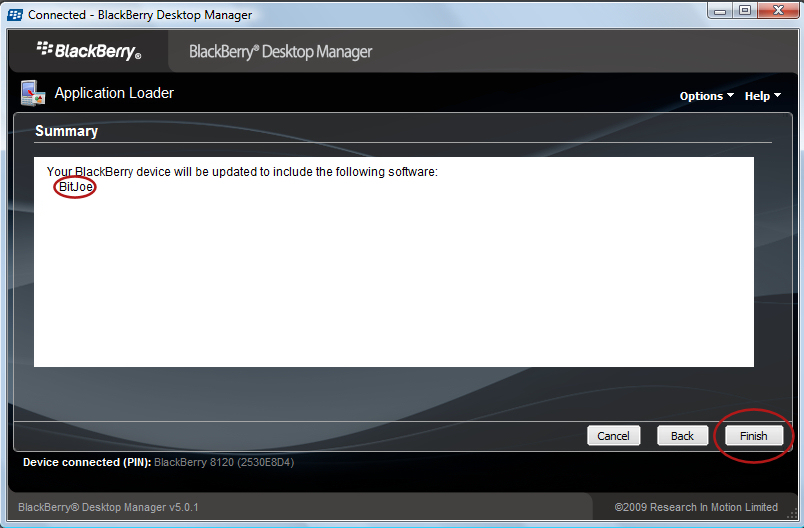 Connected - BlackBerry Desktop Manager
BlackBerry®
BlackBerry® Desktop Manager
Application Loader
Options Help
Summary
Your BlackBerry device will be updated to include the following software:
BitJoe
Cancel Back Finish
Device connected (PIN): BlackBerry 8120 (2530E8D4)
BlackBerry® Desktop Manager v5.0.1 ©2009 Research In Motion Limited